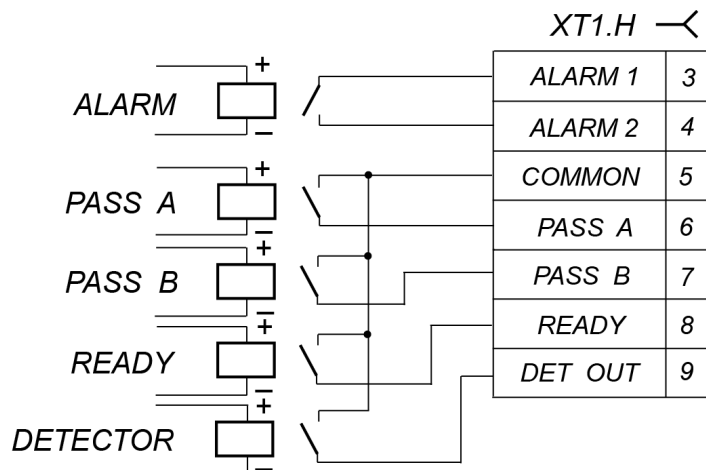 XT1.H
ALARM 1 3
ALARM 2 4
COMMON 5
PASS A 6
PASS B 7
READY 8
DET OUT 9
+
ALARM
−
+
PASS A
−
+
PASS B
−
+
READY
−
+
DETECTOR
−